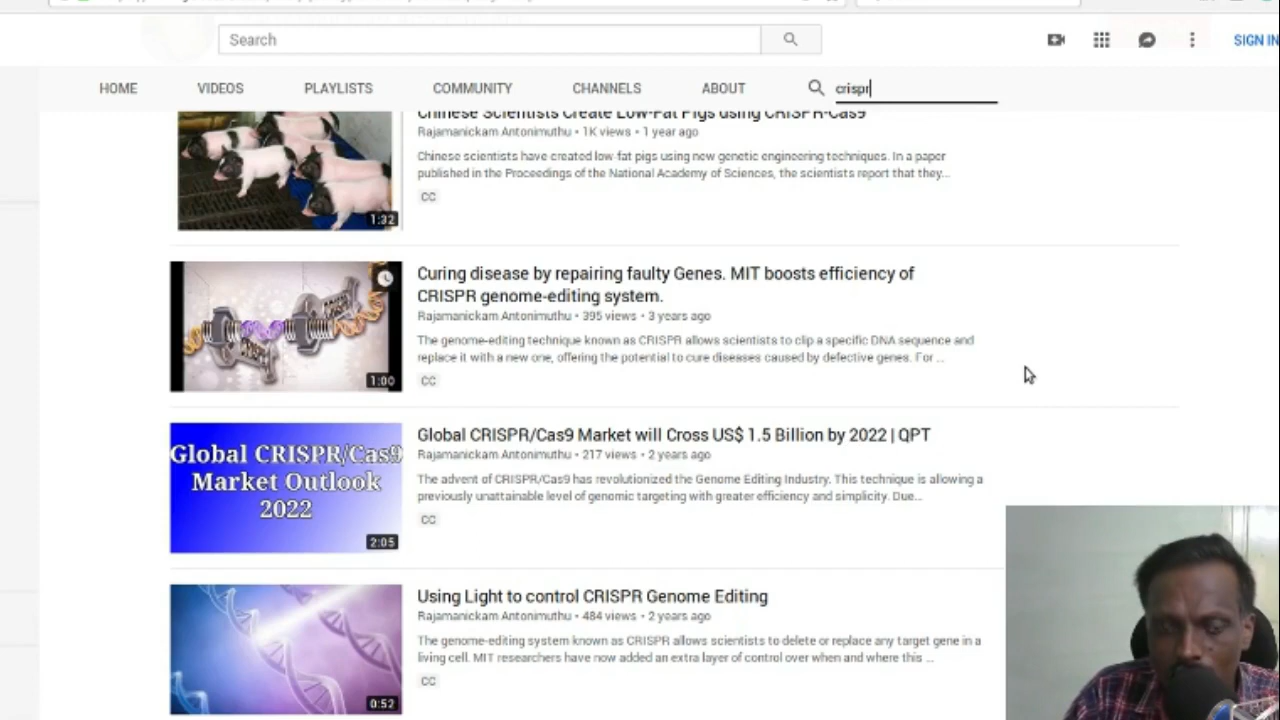 Search
SIGN IN
HOME
VIDEOS
PLAYLISTS
COMMUNITY
CHANNELS
ABOUT
crispr
Chinese Scientists Create Low-Fat Pigs using CRISPR-Cas9
Rajamanickam Antonimuthu • 1K views • 1 year ago
Chinese scientists have created low-fat pigs using new genetic engineering techniques. In a paper
published in the Proceedings of the National Academy of Sciences, the scientists report that they...
CC
1:32
Curing disease by repairing faulty Genes. MIT boosts efficiency of
CRISPR genome-editing system.
Rajamanickam Antonimuthu • 395 views • 3 years ago
The genome-editing technique known as CRISPR allows scientists to clip a specific DNA sequence and
replace it with a new one, offering the potential to cure diseases caused by defective genes. For ...
CC
1:00
Global CRISPR/Cas9
Market Outlook
2022
2:05
Global CRISPR/Cas9 Market will Cross US$ 1.5 Billion by 2022 | QPT
Rajamanickam Antonimuthu • 217 views • 2 years ago
The advent of CRISPR/Cas9 has revolutionized the Genome Editing Industry. This technique is allowing a
previously unattainable level of genomic targeting with greater efficiency and simplicity. Due...
CC
Using Light to control CRISPR Genome Editing
Rajamanickam Antonimuthu • 484 views • 2 years ago
The genome-editing system known as CRISPR allows scientists to delete or replace any target gene in a
living cell. MIT researchers have now added an extra layer of control over when and where this ...
CC
0:52